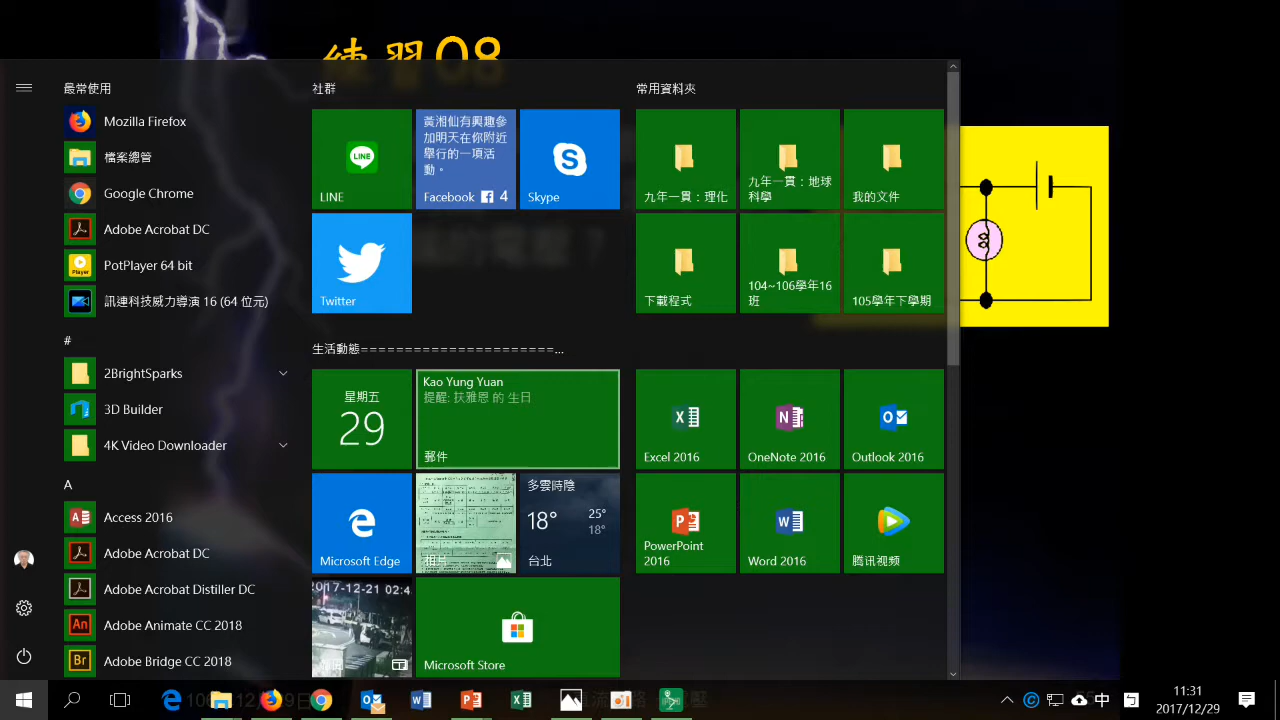 練習08
最常使用
Mozilla Firefox
檔案總管
Google Chrome
Adobe Acrobat DC
PotPlayer 64 bit
訊連科技威力導演 16 (64 位元)
#
2BrightSparks
3D Builder
4K Video Downloader
A
Access 2016
Adobe Acrobat DC
Adobe Acrobat Distiller DC
Adobe Animate CC 2018
Adobe Bridge CC 2018
社群
LINE
黃湘仙有興趣參
加明天在你附近
舉行的一項活
動。
Facebook 4
Skype
Twitter
生活動態======================...
星期五
29
Kao Yung Yuan
提醒: 扶雅恩 的 生日
郵件
Microsoft Edge
相片
多雲時陰
18°
25°
18°
台北
2017-12-21 02:4
Microsoft Store
常用資料夾
九年一貫：理化
九年一貫：地球
科學
我的文件
下載程式
104~106學年16
班
105學年下學期
Excel 2016
OneNote 2016
Outlook 2016
PowerPoint
2016
Word 2016
腾讯视频
中
11:31
2017/12/29